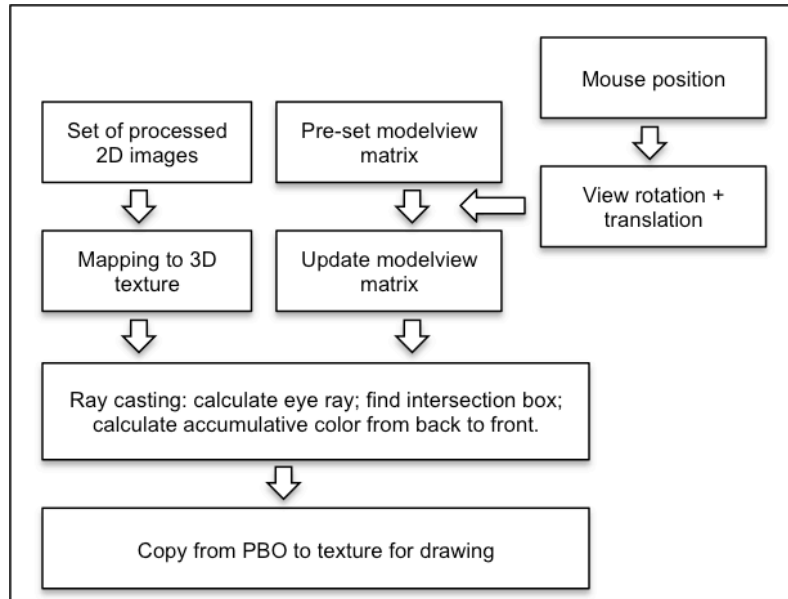 Mouse position
Set of processed
2D images
Pre-set modelview
matrix
View rotation +
translation
Mapping to 3D
texture
Update modelview
matrix
Ray casting: calculate eye ray; find intersection box;
calculate accumulative color from back to front.
Copy from PBO to texture for drawing